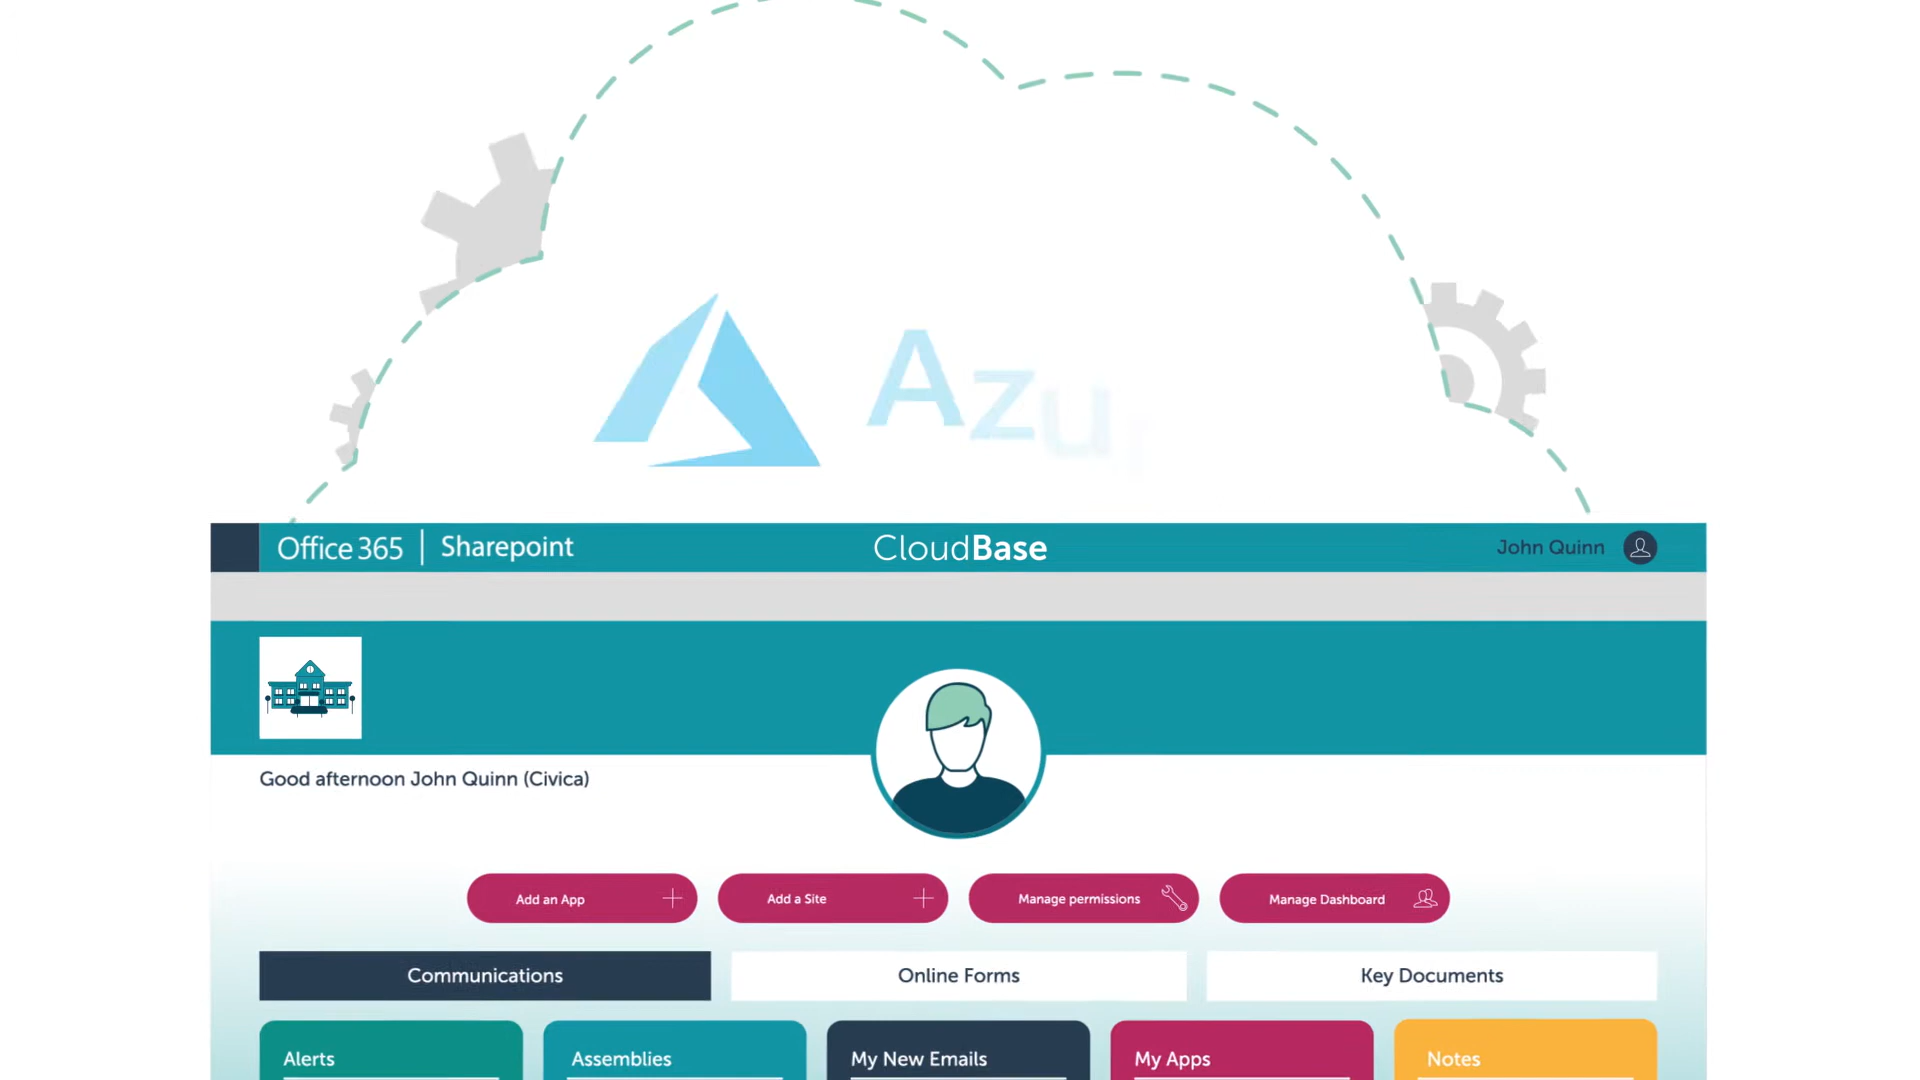 Azu
Office 365 | Sharepoint
CloudBase
John Quinn
Good afternoon John Quinn (Civica)
Add an App
Add a Site
Manage permissions
Manage Dashboard
Communications
Online Forms
Key Documents
Alerts
Assemblies
My New Emails
My Apps
Notes